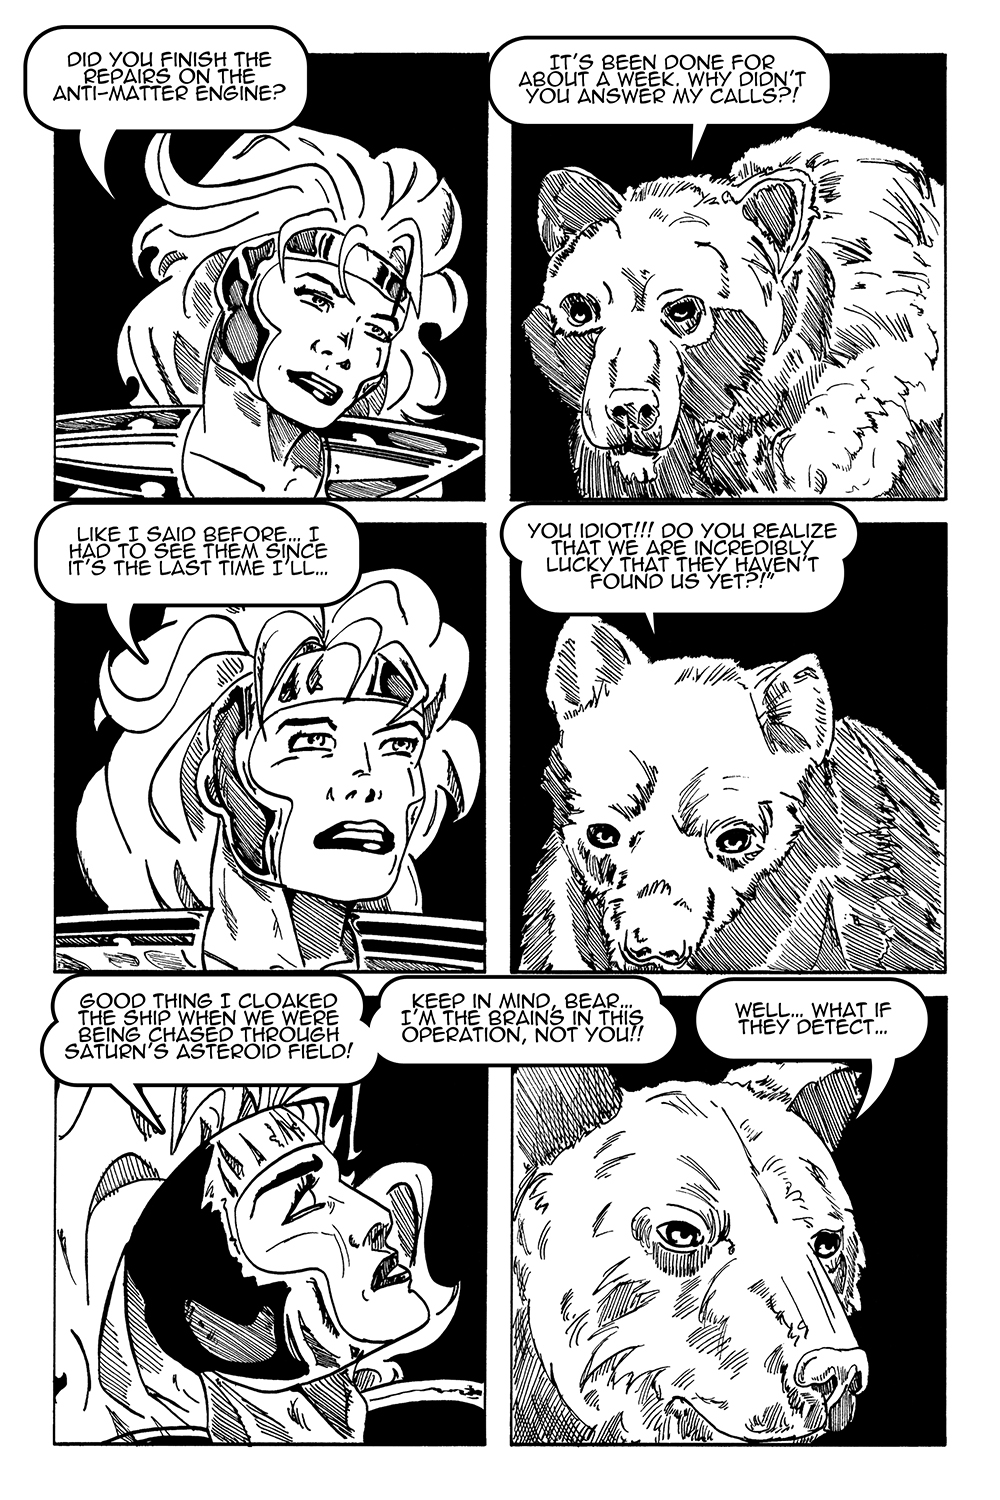 DID YOU FINISH THE
REPAIRS ON THE
ANTI-MATTER ENGINE?
IT'S BEEN DONE FOR
ABOUT A WEEK. WHY DIDN'T
YOU ANSWER MY CALLS?!
LIKE I SAID BEFORE... I
HAD TO SEE THEM SINCE
IT'S THE LAST TIME I'LL...
YOU IDIOT!!! DO YOU REALIZE
THAT WE ARE INCREDIBLY
LUCKY THAT THEY HAVEN'T
FOUND US YET?!"
GOOD THING I CLOAKED
THE SHIP WHEN WE WERE
BEING CHASED THROUGH
SATURN'S ASTEROID FIELD!
KEEP IN MIND, BEAR...
I'M THE BRAINS IN THIS
OPERATION, NOT YOU!!
WELL... WHAT IF
THEY DETECT...